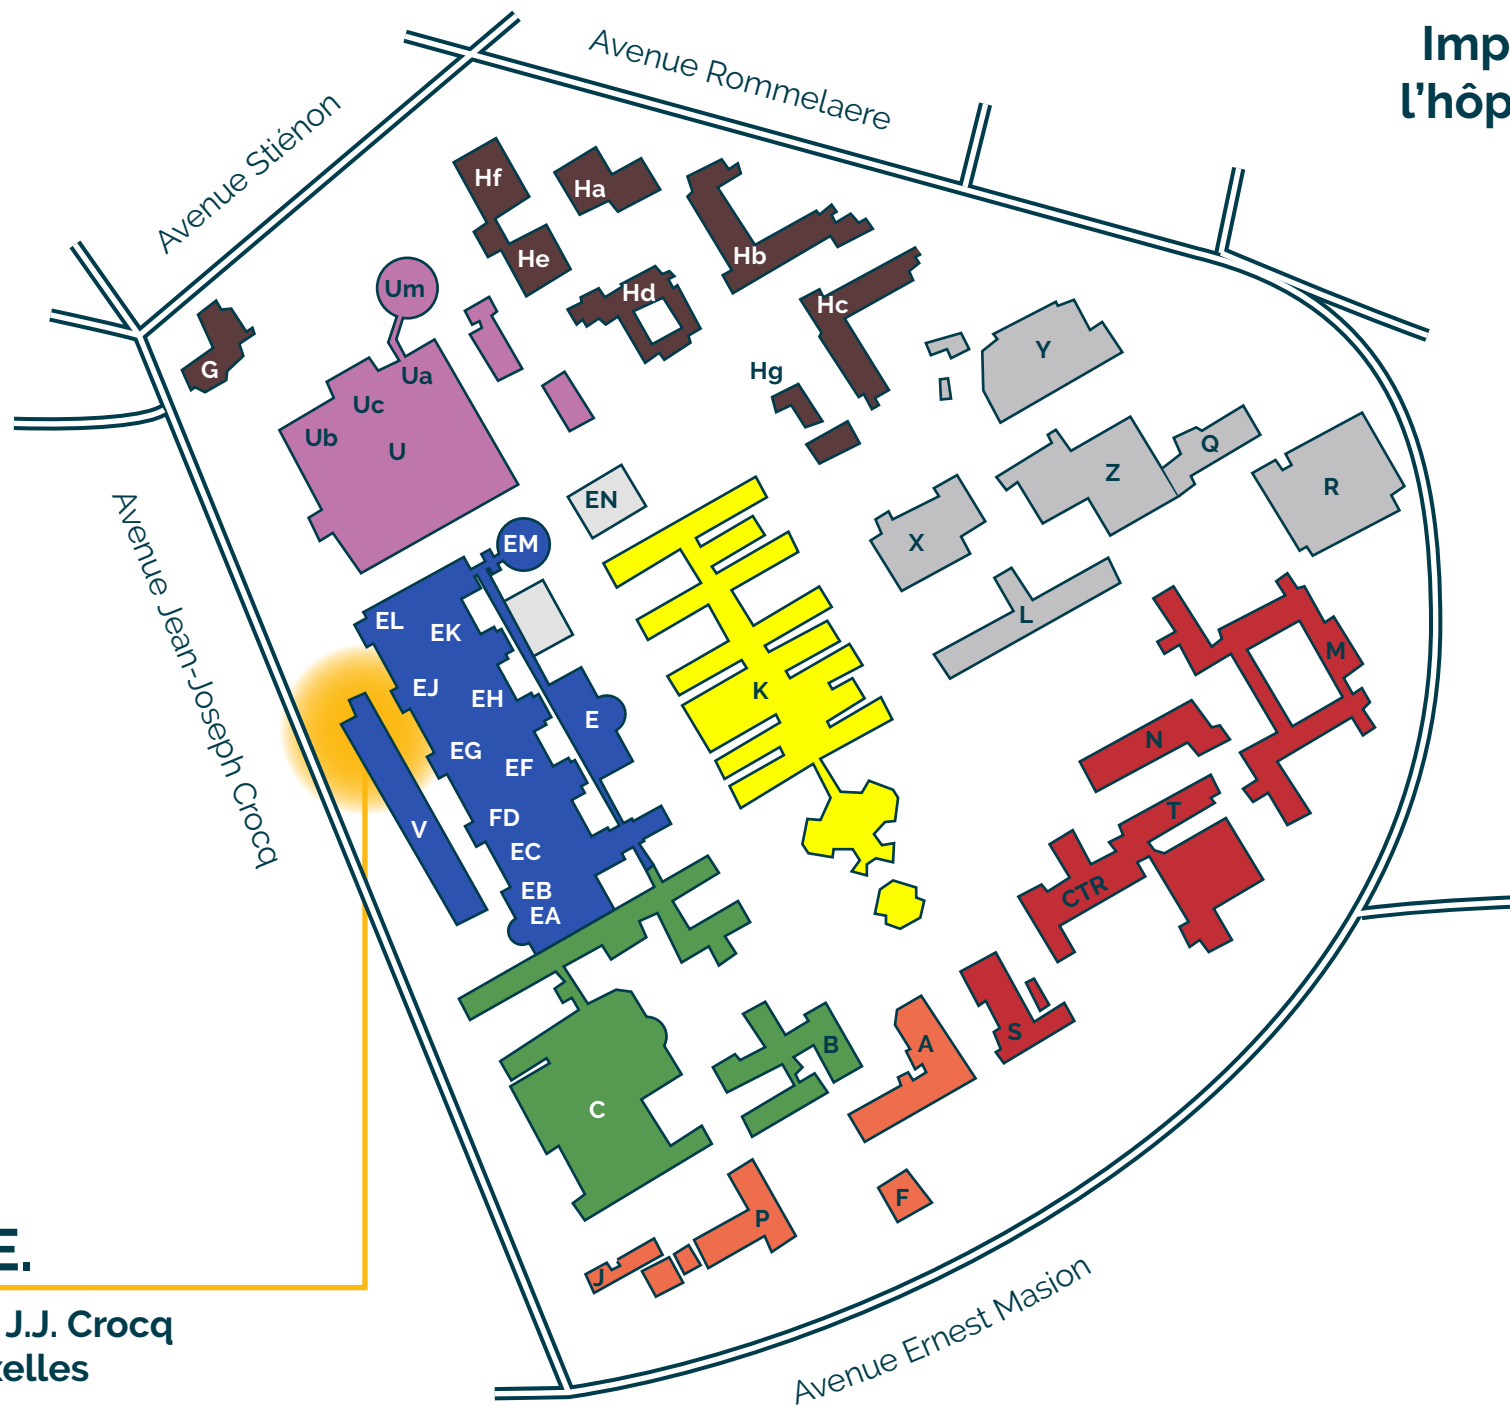 Imp
l'hôp
Avenue Rommelaere
Avenue Stiénon
Hf
Ha
He
Hb
Hd
Hc
Um
G
Ua
Uc
Ub
U
Hg
Y
Q
Z
R
X
EN
EM
L
EL
EK
EJ
EH
E
K
M
EG
EF
N
V
FD
EC
T
EB
EA
CTR
Avenue Jean-Joseph Crocq
S
B
A
C
F
P
J
E.
J.J. Crocq
elles
Avenue Ernest Masion